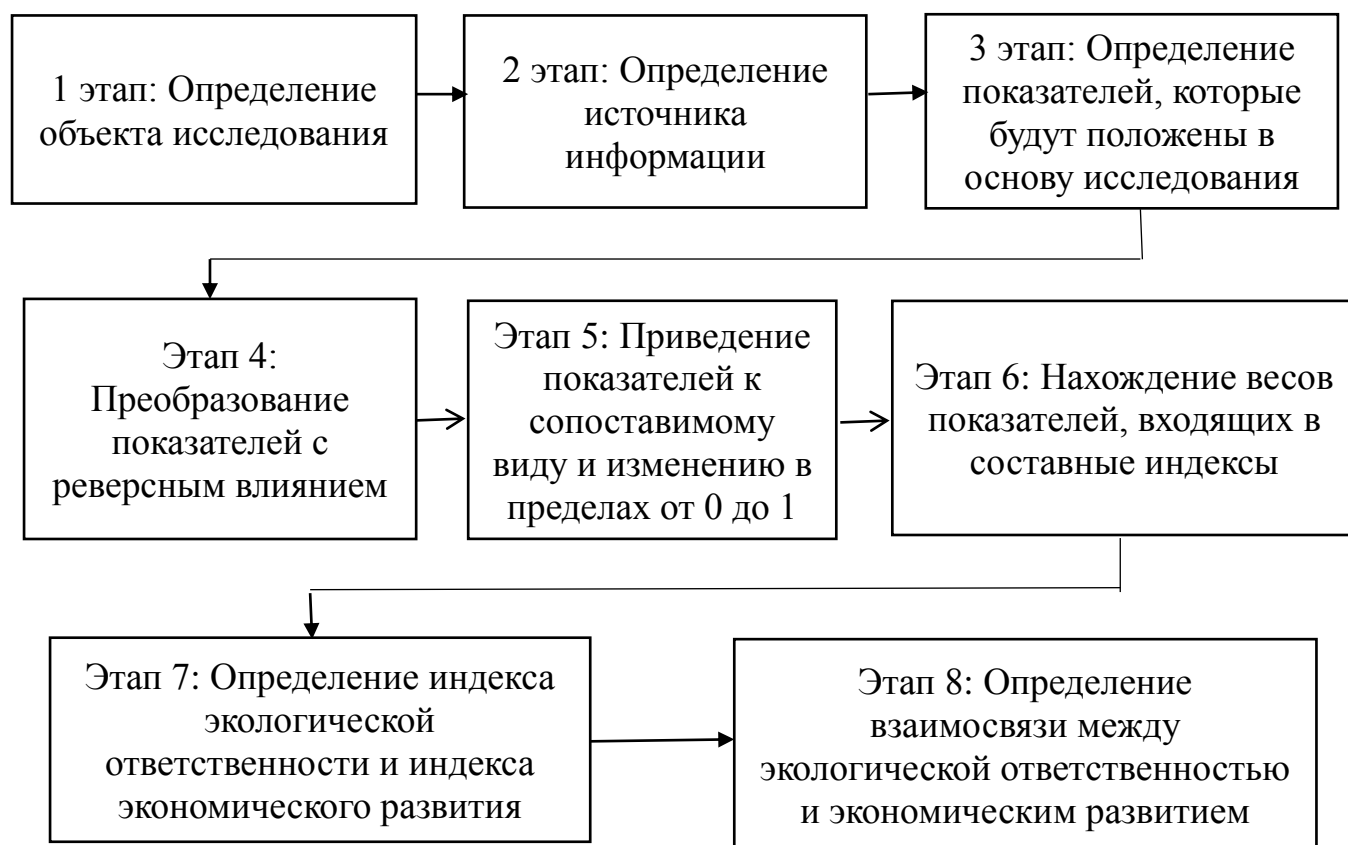 1 этап: Определение
объекта исследования
2 этап: Определение
источника
информации
3 этап: Определение
показателей, которые
будут положены в
основу исследования
Этап 4:
Преобразование
показателей с
реверсным влиянием
Этап 5: Приведение
показателей к
сопоставимому
виду и изменению в
пределах от 0 до 1
Этап 6: Нахождение весов
показателей, входящих в
составные индексы
Этап 7: Определение индекса
экологической
ответственности и индекса
экономического развития
Этап 8: Определение
взаимосвязи между
экологической ответственностью
и экономическим развитием